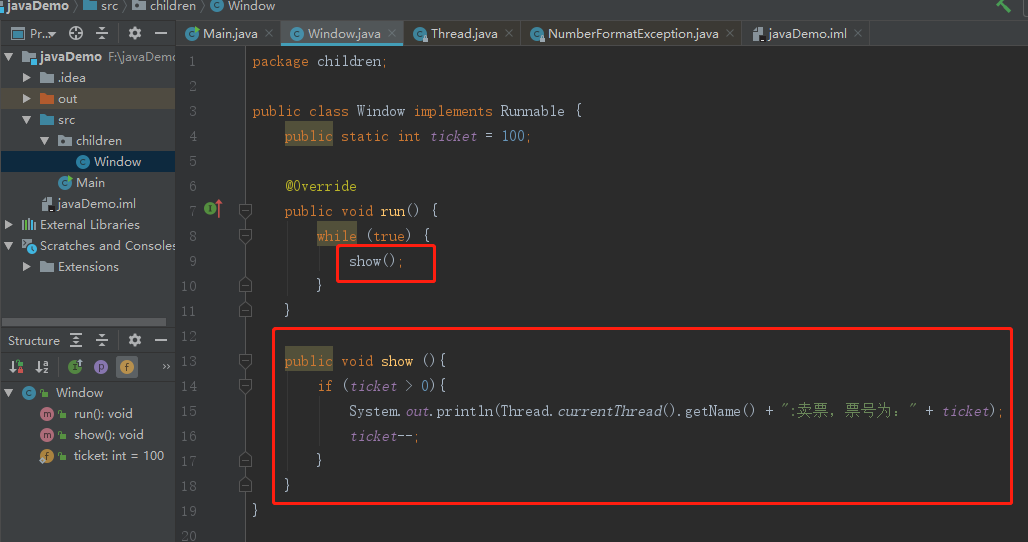 javaDemo src children Window
Pr... Main.java Window.java Thread.java NumberFormatException.java javaDemo.iml
javaDemo F:\javaDemo
.idea
out
src
children
Window
Main
javaDemo.iml
External Libraries
Scratches and Consoles
Extensions
Structure
Window
run(): void
show(): void
ticket: int = 100
1 package children;
2
3 public class Window implements Runnable {
4 public static int ticket = 100;
5
6 @Override
7 public void run() {
8 while (true) {
9 show();
10 }
11 }
12
13 public void show (){
14 if (ticket > 0){
15 System.out.println(Thread.currentThread().getName() + ":卖票，票号为：" + ticket);
16 ticket--;
17 }
18 }
19 }
20